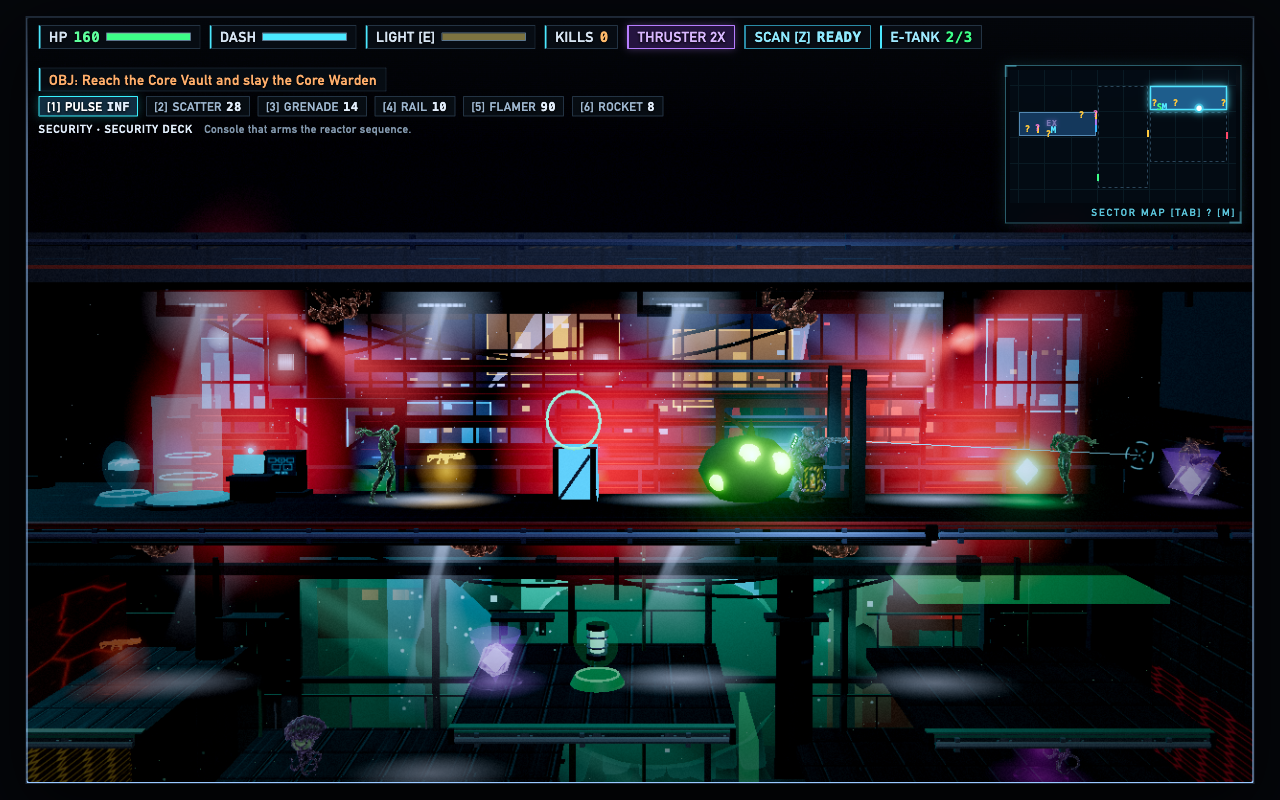 HP 160 DASH LIGHT [E] KILLS 0 THRUSTER 2X SCAN [Z] READY E-TANK 2/3
OBJ: Reach the Core Vault and slay the Core Warden
[1] PULSE INF [2] SCATTER 28 [3] GRENADE 14 [4] RAIL 10 [5] FLAMER 90 [6] ROCKET 8
SECURITY · SECURITY DECK Console that arms the reactor sequence.
? SM ? ?
? ? EX ?M ?
SECTOR MAP [TAB] ? [M]